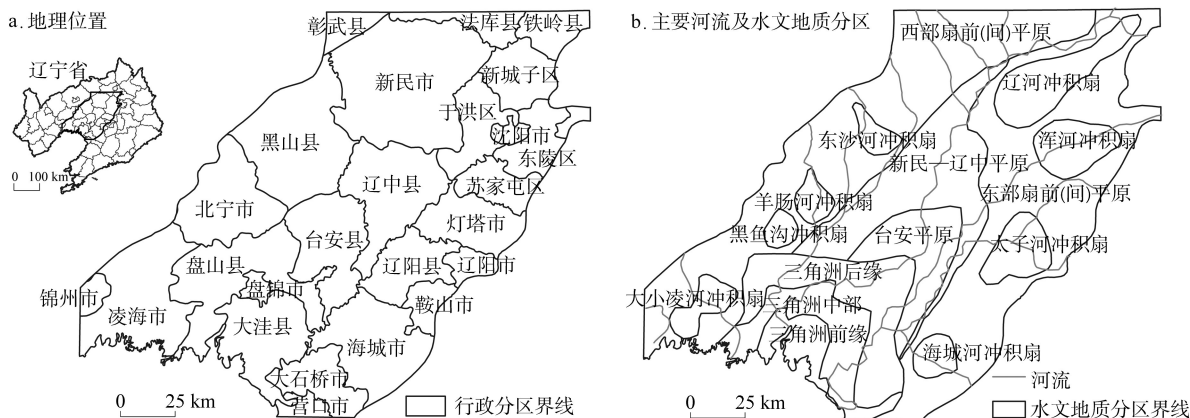 a. 地理位置
辽宁省
0 100 km
彰武县
法库县
铁岭县
新民市
新城子区
于洪区
沈阳市
东陵区
黑山县
辽中县
苏家屯区
北宁市
灯塔市
台安县
盘山县
辽阳县
辽阳市
锦州市
盘锦市
鞍山市
凌海市
大洼县
海城市
大石桥市
营口市
0 25 km
行政分区界线
b. 主要河流及水文地质分区
西部扇前(间)平原
辽河冲积扇
东沙河冲积扇
浑河冲积扇
新民—辽中平原
东部扇前(间)平原
羊肠河冲积扇
黑鱼沟冲积扇
台安平原
太子河冲积扇
三角洲后缘
大小凌河冲积扇
三角洲中部
三角洲前缘
海城河冲积扇
河流
0 25 km
水文地质分区界线